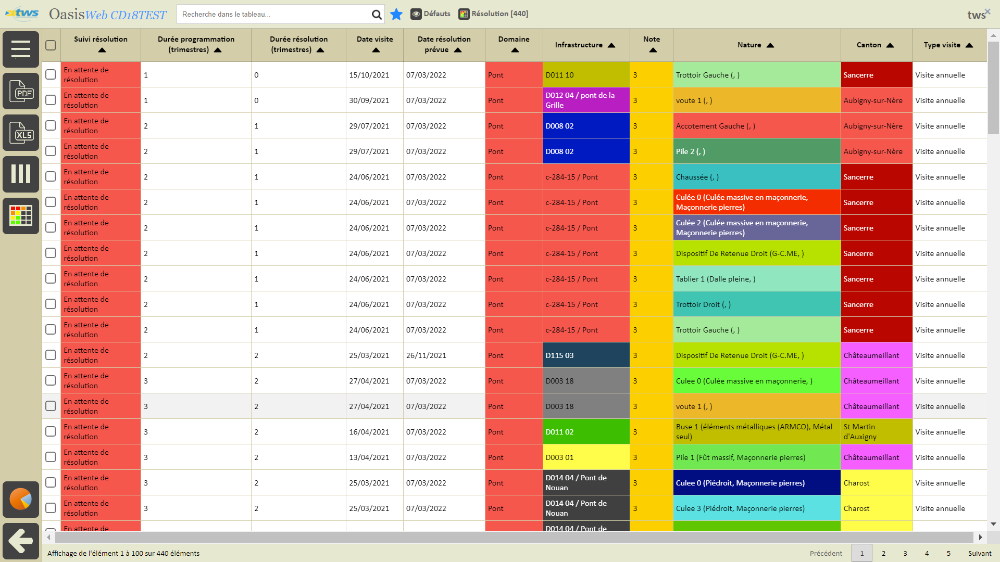 tws OasisWeb CD18TEST Recherche dans le tableau... Défauts Résolution [440] tws
Suivi résolution Durée programmation (trimestres) Durée résolution (trimestres) Date visite Date résolution prévue Domaine Infrastructure Note Nature Canton Type visite
En attente de résolution 1 0 15/10/2021 07/03/2022 Pont D011 10 3 Trottoir Gauche (, ) Sancerre Visite annuelle
En attente de résolution 1 0 30/09/2021 07/03/2022 Pont D012 04 / pont de la Grille 3 voute 1 (, ) Aubigny-sur-Nère Visite annuelle
En attente de résolution 2 1 29/07/2021 07/03/2022 Pont D008 02 3 Accotement Gauche (, ) Aubigny-sur-Nère Visite annuelle
En attente de résolution 2 1 29/07/2021 07/03/2022 Pont D008 02 3 Pile 2 (, ) Aubigny-sur-Nère Visite annuelle
En attente de résolution 2 1 24/06/2021 07/03/2022 Pont c-284-15 / Pont 3 Chaussée (, ) Sancerre Visite annuelle
En attente de résolution 2 1 24/06/2021 07/03/2022 Pont c-284-15 / Pont 3 Culée 0 (Culée massive en maçonnerie, Maçonnerie pierres) Sancerre Visite annuelle
En attente de résolution 2 1 24/06/2021 07/03/2022 Pont c-284-15 / Pont 3 Culée 2 (Culée massive en maçonnerie, Maçonnerie pierres) Sancerre Visite annuelle
En attente de résolution 2 1 24/06/2021 07/03/2022 Pont c-284-15 / Pont 3 Dispositif De Retenue Droit (G-C.ME, ) Sancerre Visite annuelle
En attente de résolution 2 1 24/06/2021 07/03/2022 Pont c-284-15 / Pont 3 Tablier 1 (Dalle pleine, ) Sancerre Visite annuelle
En attente de résolution 2 1 24/06/2021 07/03/2022 Pont c-284-15 / Pont 3 Trottoir Droit (, ) Sancerre Visite annuelle
En attente de résolution 2 1 24/06/2021 07/03/2022 Pont c-284-15 / Pont 3 Trottoir Gauche (, ) Sancerre Visite annuelle
En attente de résolution 2 2 25/03/2021 26/11/2021 Pont D115 03 3 Dispositif De Retenue Droit (G-C.ME, ) Châteaumeillant Visite annuelle
En attente de résolution 3 2 27/04/2021 07/03/2022 Pont D003 18 3 Culee 0 (Culée massive en maçonnerie, ) Châteaumeillant Visite annuelle
En attente de résolution 3 2 27/04/2021 07/03/2022 Pont D003 18 3 voute 1 (, ) Châteaumeillant Visite annuelle
En attente de résolution 3 2 16/04/2021 07/03/2022 Pont D011 02 3 Buse 1 (éléments métalliques (ARMCO), Métal seul) St Martin d'Auxigny Visite annuelle
En attente de résolution 3 2 13/04/2021 07/03/2022 Pont D003 01 3 Pile 1 (Fût massif, Maçonnerie pierres) Châteaumeillant Visite annuelle
En attente de résolution 3 2 25/03/2021 07/03/2022 Pont D014 04 / Pont de Nouan 3 Culee 0 (Piédroit, Maçonnerie pierres) Charost Visite annuelle
En attente de résolution 3 2 25/03/2021 07/03/2022 Pont D014 04 / Pont de Nouan 3 Culee 3 (Piédroit, Maçonnerie pierres) Charost Visite annuelle
En attente de D014 04 / Pont de
PDF
XLS
Affichage de l'élément 1 à 100 sur 440 éléments Précédent 1 2 3 4 5 Suivant